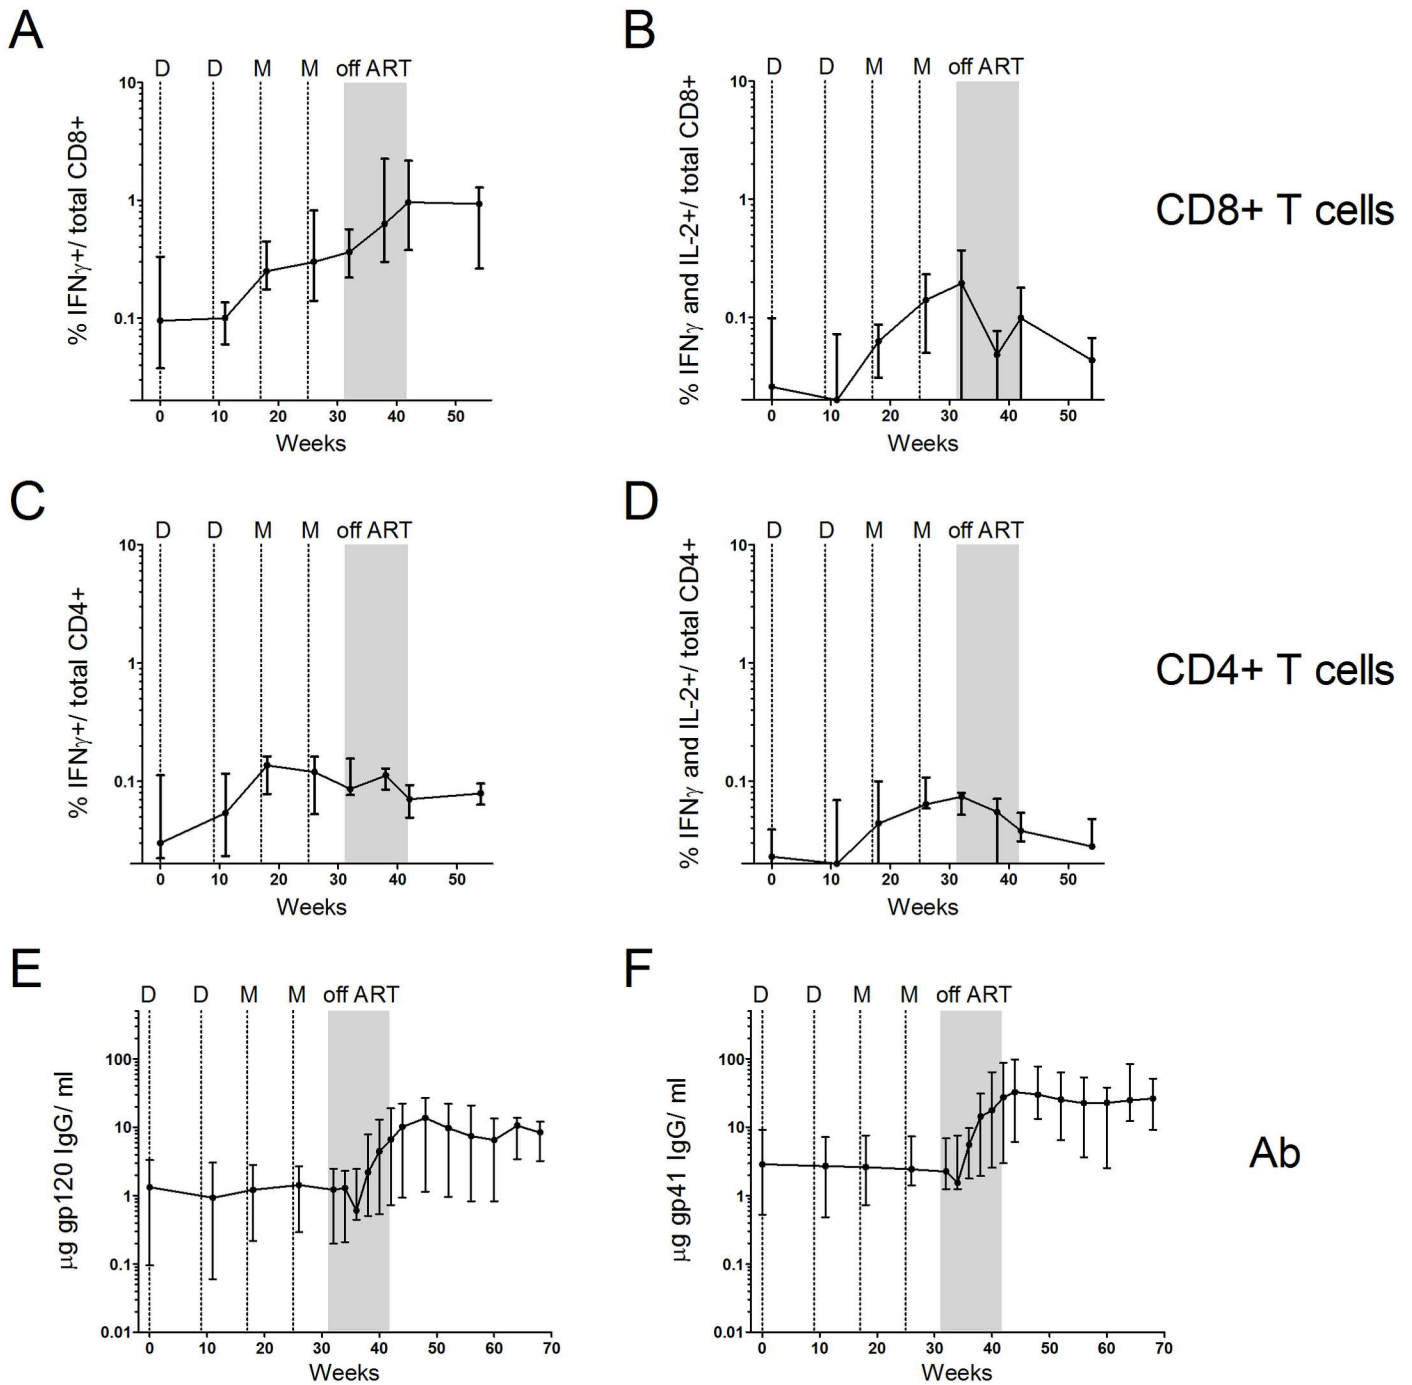 A
D D M M off ART
% IFNγ+/ total CD8+
10
1
0.1
0 10 20 30 40 50
Weeks
B
D D M M off ART
% IFNγ and IL-2+/ total CD8+
10
1
0.1
0 10 20 30 40 50
Weeks
CD8+ T cells
C
D D M M off ART
% IFNγ+/ total CD4+
10
1
0.1
0 10 20 30 40 50
Weeks
D
D D M M off ART
% IFNγ and IL-2+/ total CD4+
10
1
0.1
0 10 20 30 40 50
Weeks
CD4+ T cells
E
D D M M off ART
μg gp120 IgG/ ml
100
10
1
0.1
0.01
0 10 20 30 40 50 60 70
Weeks
F
D D M M off ART
μg gp41 IgG/ ml
100
10
1
0.1
0.01
0 10 20 30 40 50 60 70
Weeks
Ab